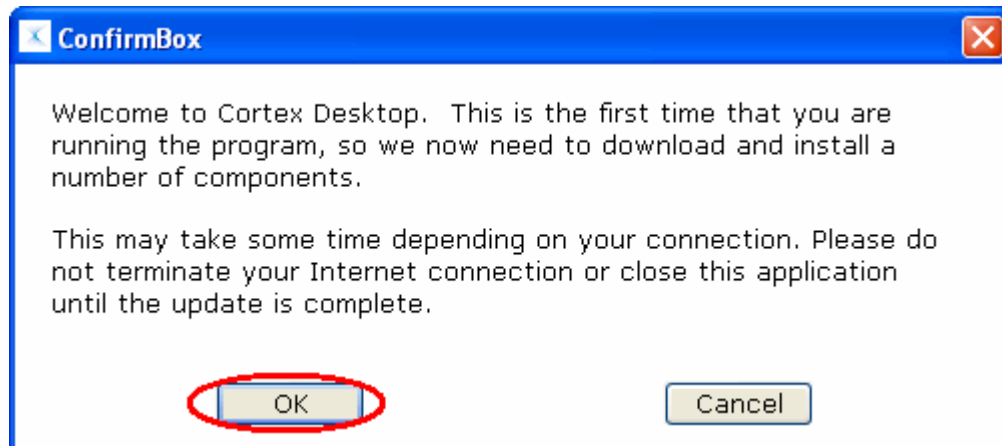 ConfirmBox
Welcome to Cortex Desktop.  This is the first time that you are
running the program, so we now need to download and install a
number of components.
This may take some time depending on your connection. Please do
not terminate your Internet connection or close this application
until the update is complete.
OK
Cancel